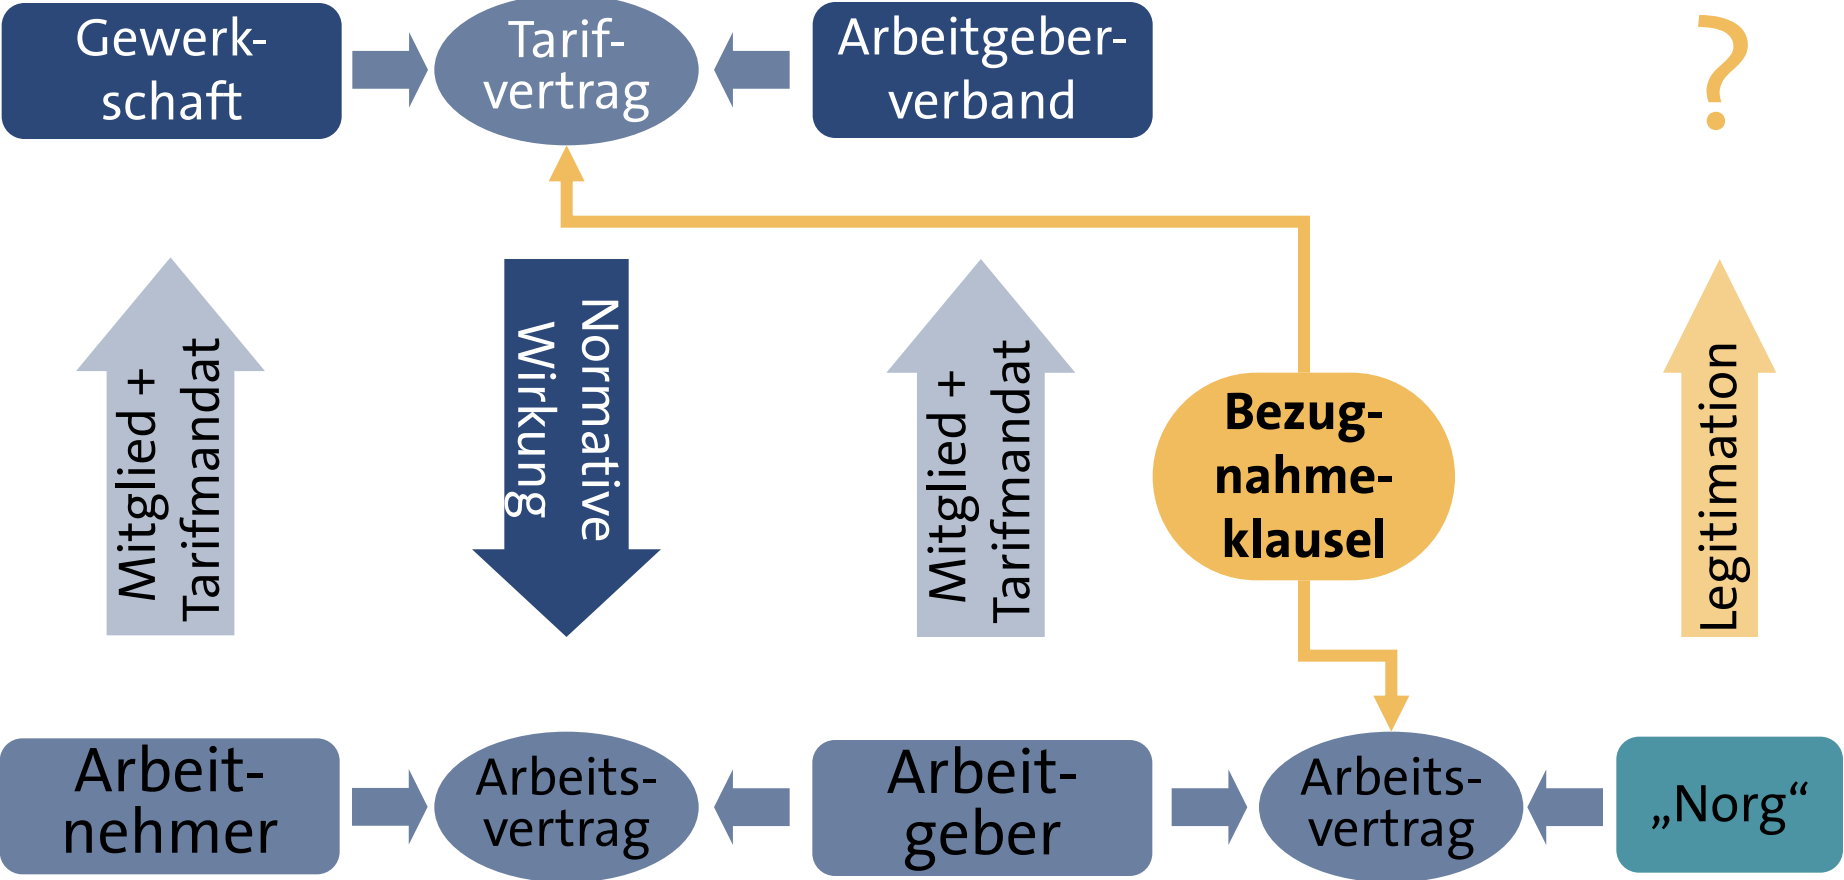 Gewerk-
schaft
Tarif-
vertrag
Arbeitgeber-
verband
?
Mitglied +
Tarifmandat
Normative
Wirkung
Mitglied +
Tarifmandat
Bezug-
nahme-
klausel
Legitimation
Arbeit-
nehmer
Arbeits-
vertrag
Arbeit-
geber
Arbeits-
vertrag
„Norg“